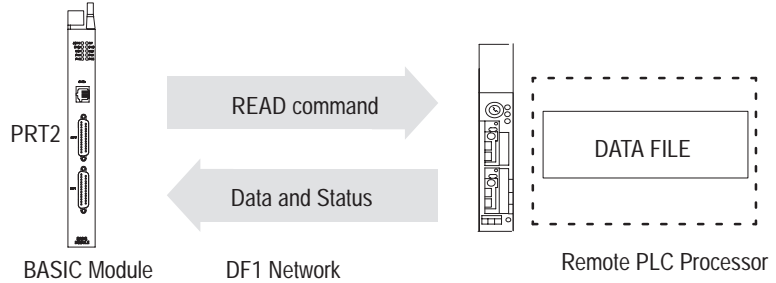 READ command
PRT2
DATA FILE
Data and Status
BASIC Module
DF1 Network
Remote PLC Processor